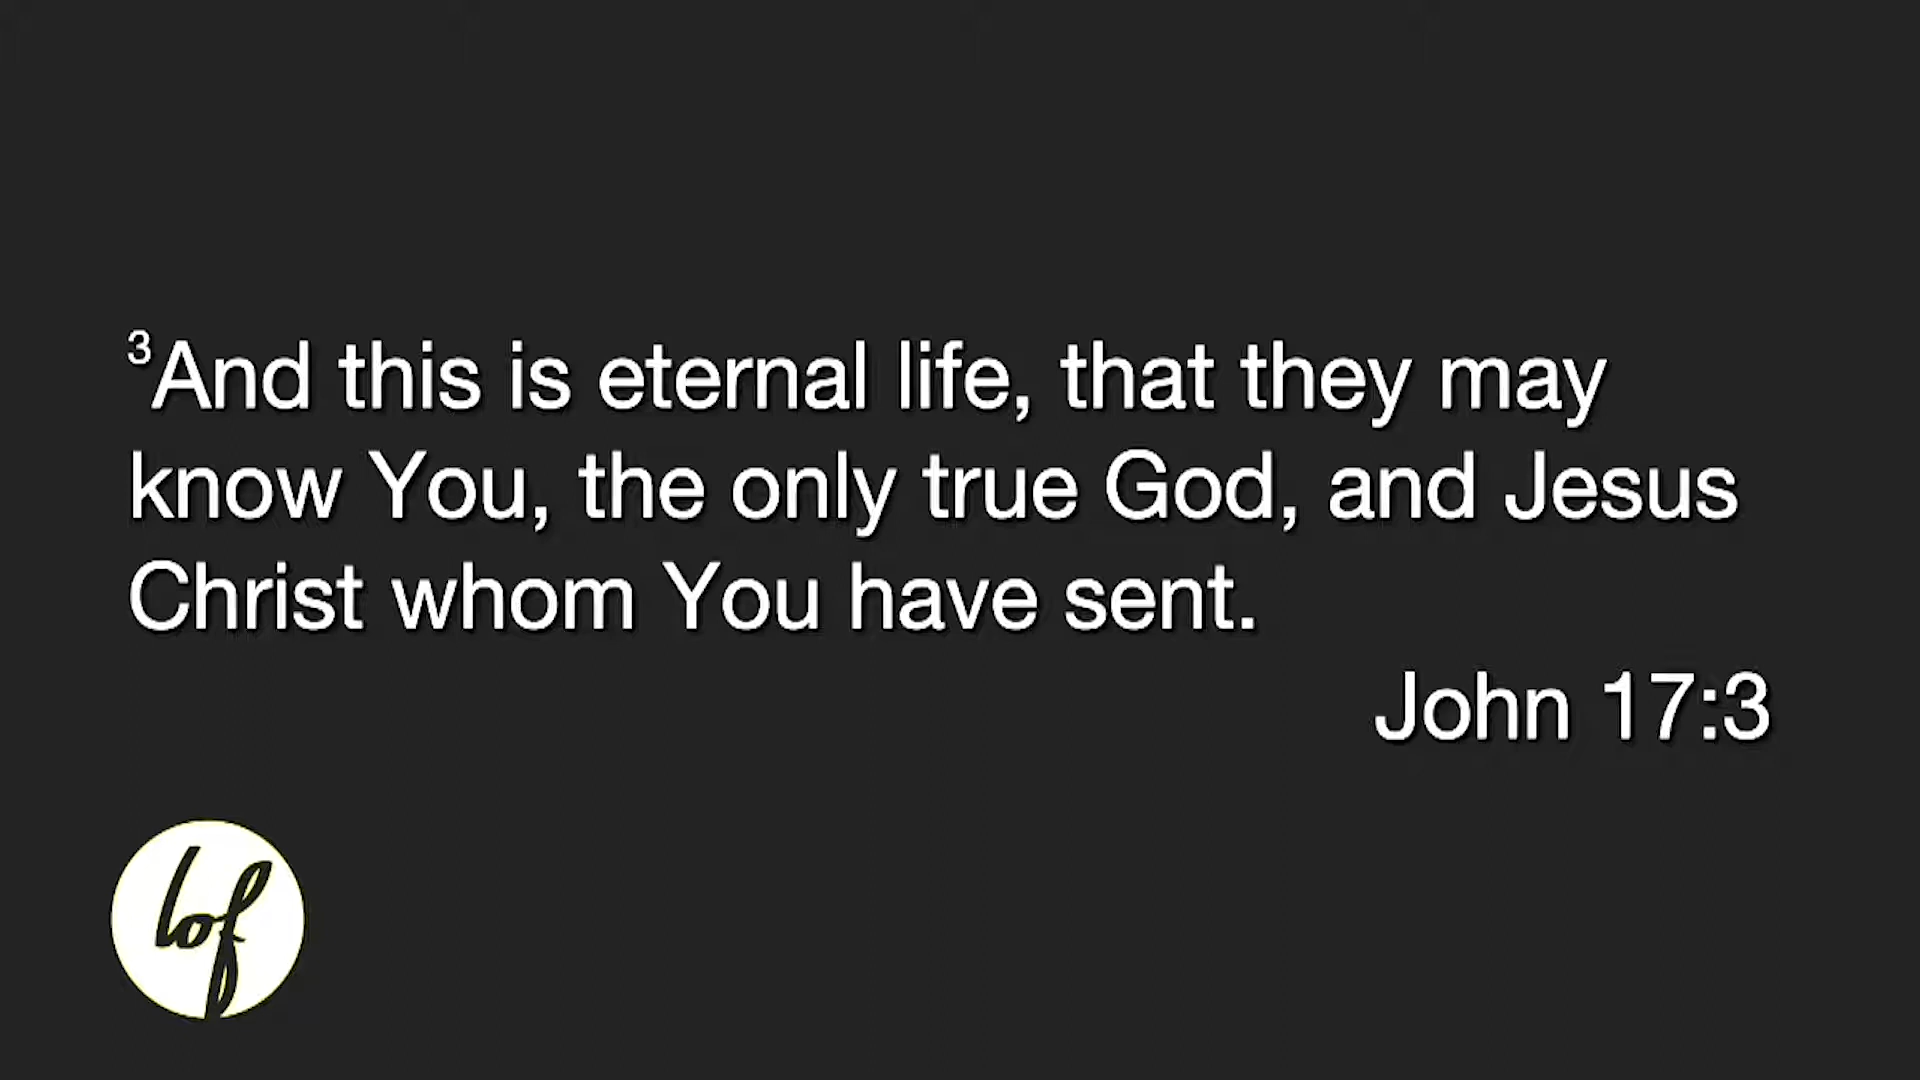 ³And this is eternal life, that they may
know You, the only true God, and Jesus
Christ whom You have sent.
John 17:3
lof